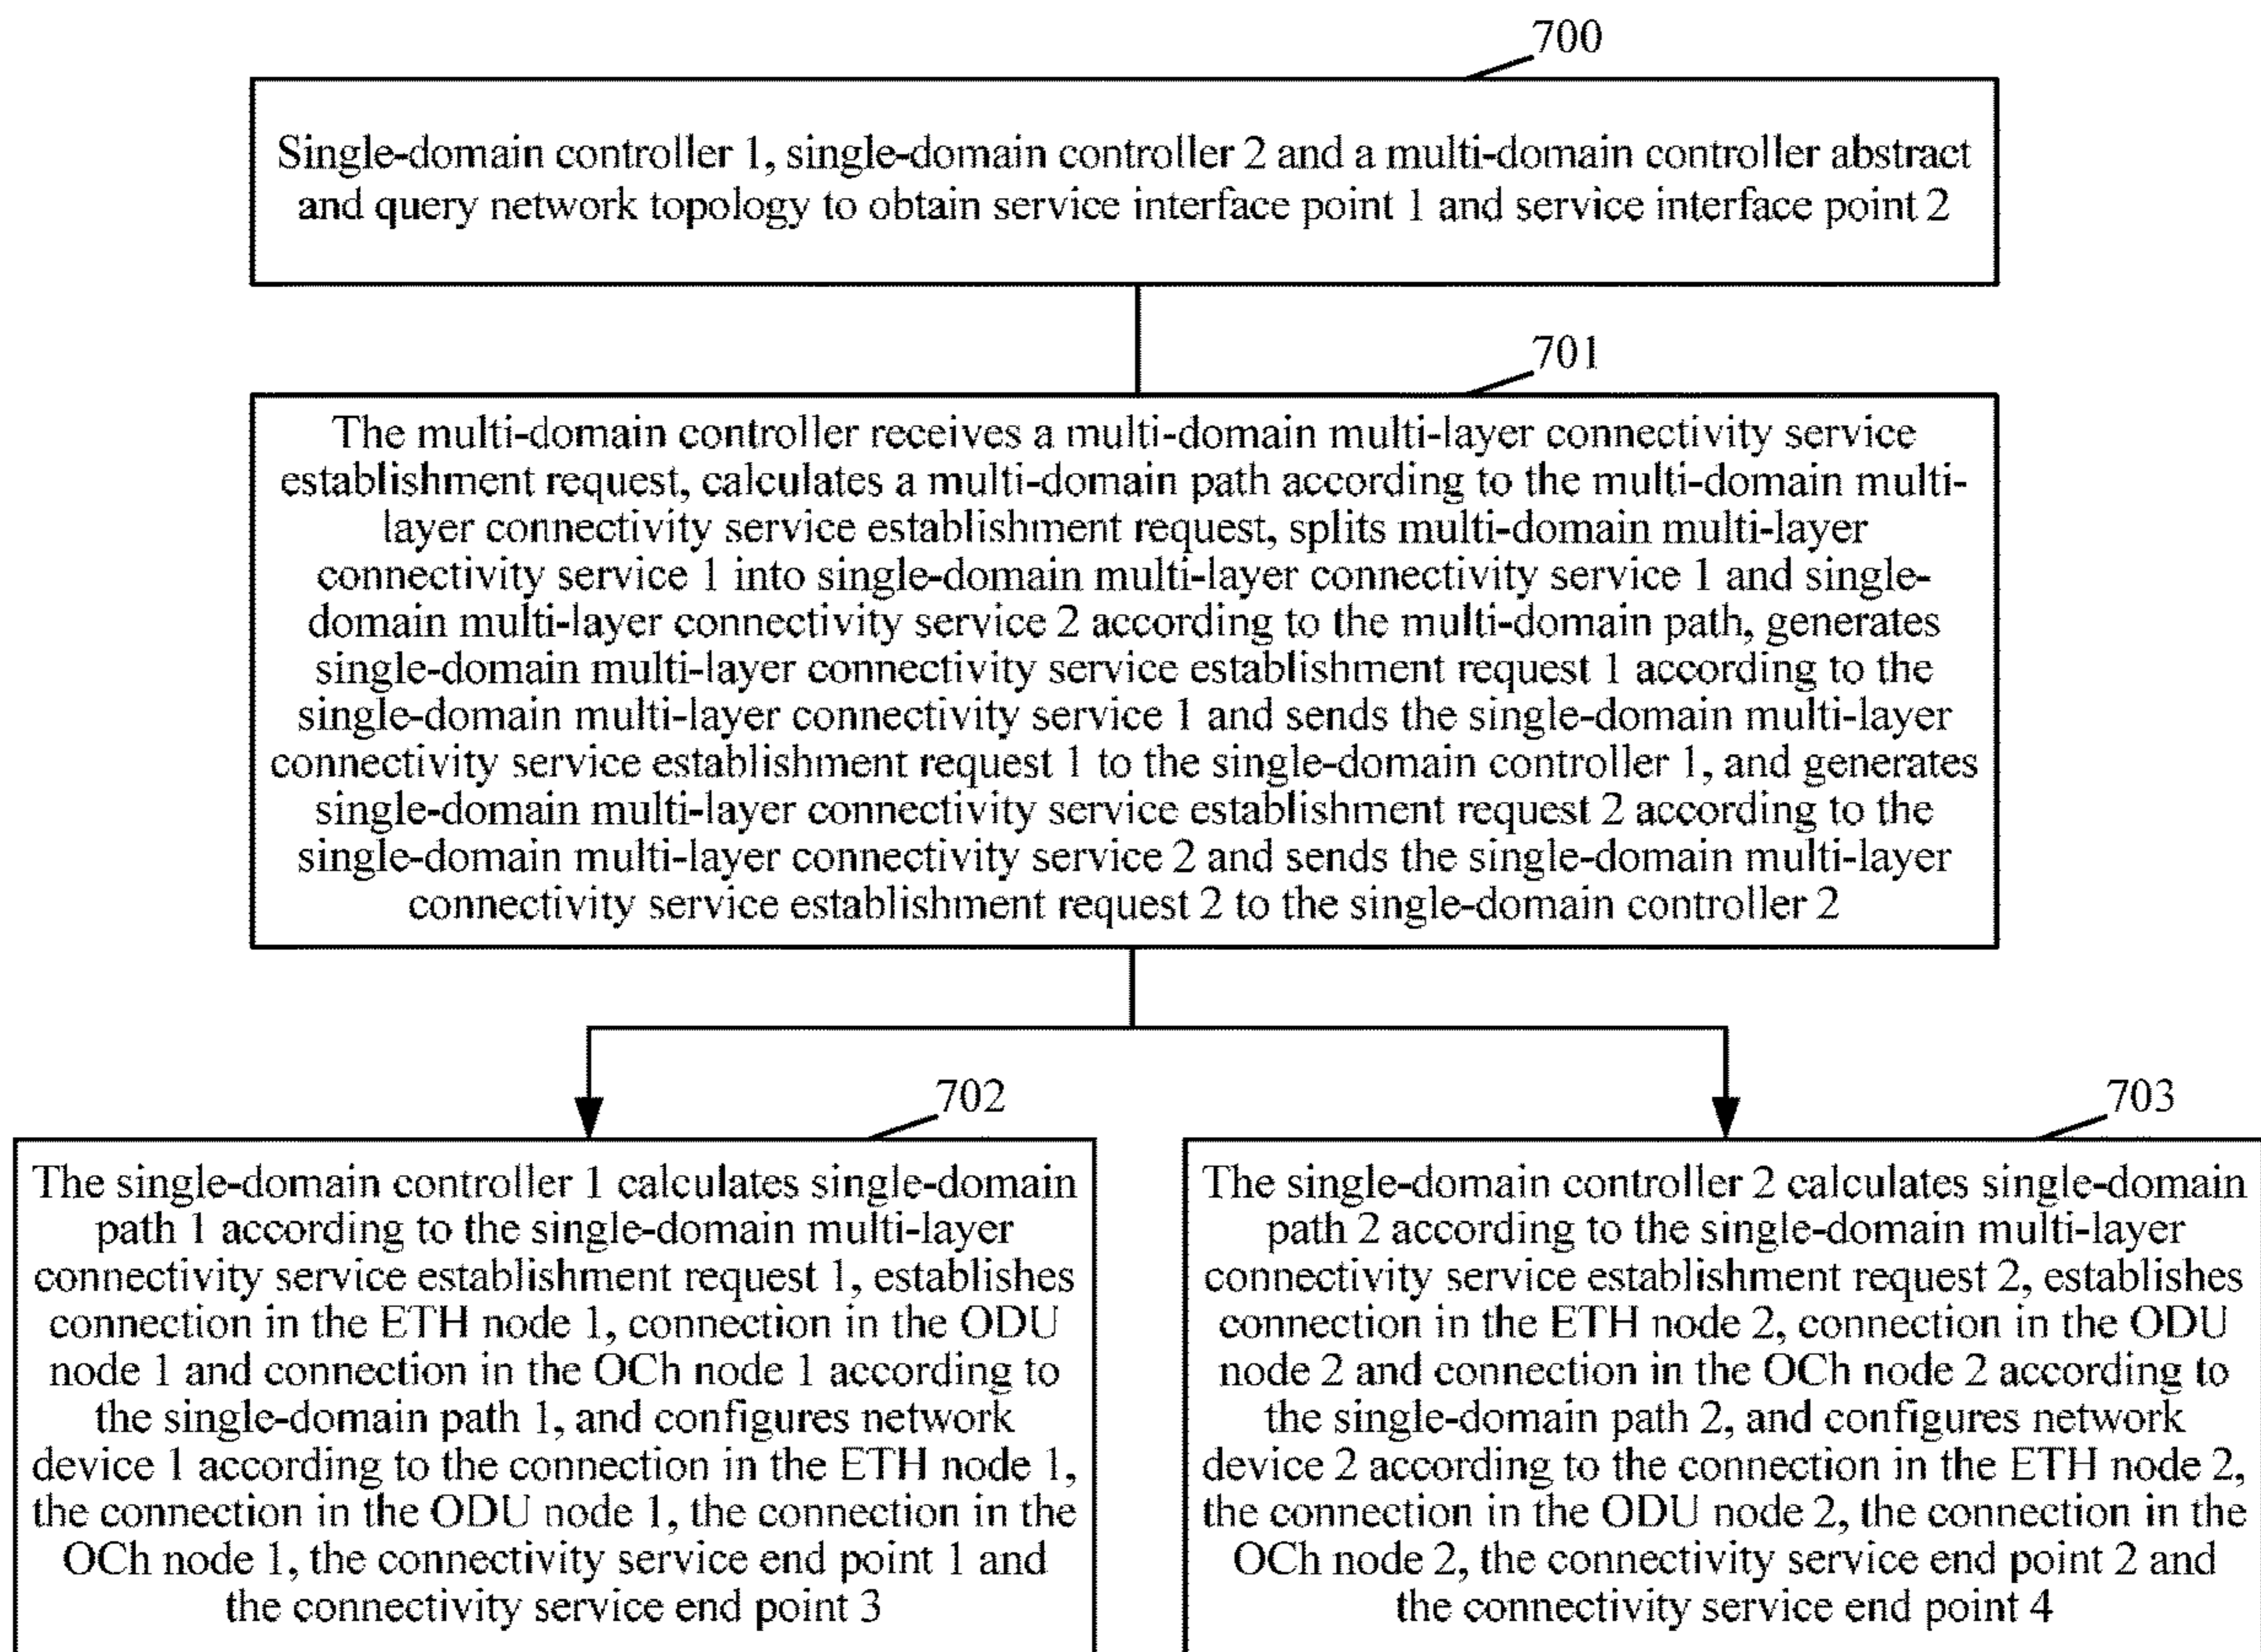 700
Single-domain controller 1, single-domain controller 2 and a multi-domain controller abstract
and query network topology to obtain service interface point 1 and service interface point 2
701
The multi-domain controller receives a multi-domain multi-layer connectivity service
establishment request, calculates a multi-domain path according to the multi-domain multi-
layer connectivity service establishment request, splits multi-domain multi-layer
connectivity service 1 into single-domain multi-layer connectivity service 1 and single-
domain multi-layer connectivity service 2 according to the multi-domain path, generates
single-domain multi-layer connectivity service establishment request 1 according to the
single-domain multi-layer connectivity service 1 and sends the single-domain multi-layer
connectivity service establishment request 1 to the single-domain controller 1, and generates
single-domain multi-layer connectivity service establishment request 2 according to the
single-domain multi-layer connectivity service 2 and sends the single-domain multi-layer
connectivity service establishment request 2 to the single-domain controller 2
702
The single-domain controller 1 calculates single-domain
path 1 according to the single-domain multi-layer
connectivity service establishment request 1, establishes
connection in the ETH node 1, connection in the ODU
node 1 and connection in the OCh node 1 according to
the single-domain path 1, and configures network
device 1 according to the connection in the ETH node 1,
the connection in the ODU node 1, the connection in the
OCh node 1, the connectivity service end point 1 and
the connectivity service end point 3
703
The single-domain controller 2 calculates single-domain
path 2 according to the single-domain multi-layer
connectivity service establishment request 2, establishes
connection in the ETH node 2, connection in the ODU
node 2 and connection in the OCh node 2 according to
the single-domain path 2, and configures network
device 2 according to the connection in the ETH node 2,
the connection in the ODU node 2, the connection in the
OCh node 2, the connectivity service end point 2 and
the connectivity service end point 4